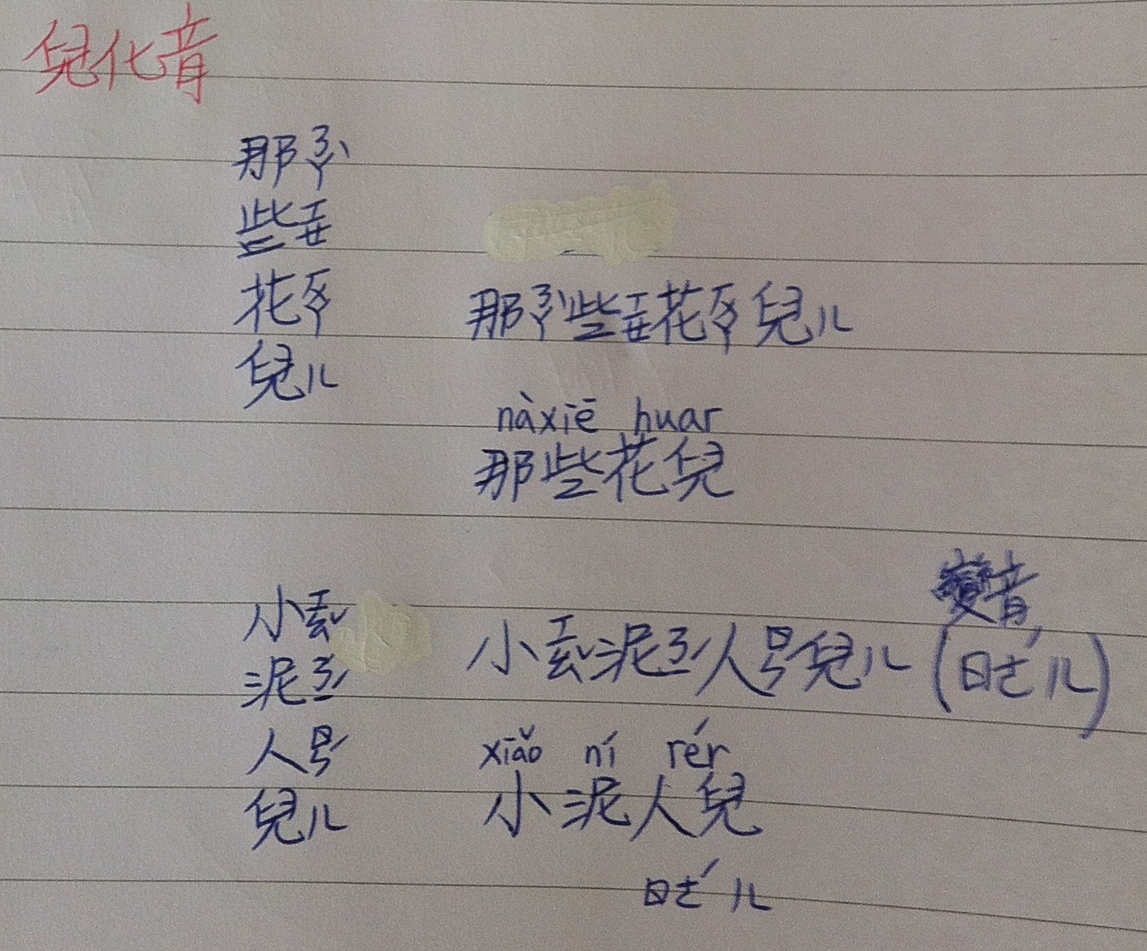 兒化音
那ㄋㄚˋ
些ㄒㄧㄝ
花ㄏㄨㄚ
兒ㄦ
那ㄋㄚˋ些ㄒㄧㄝ花ㄏㄨㄚ兒ㄦ
nàxiē huar
那些花兒
小ㄒㄧㄠˇ
泥ㄋㄧˊ
人ㄖㄣˊ
兒ㄦ
變音
小ㄒㄧㄠˇ泥ㄋㄧˊ人ㄖㄣˊ兒ㄦ (ㄖㄜˊㄦ)
xiǎo ní rér
小泥人兒
ㄖㄜˊㄦ